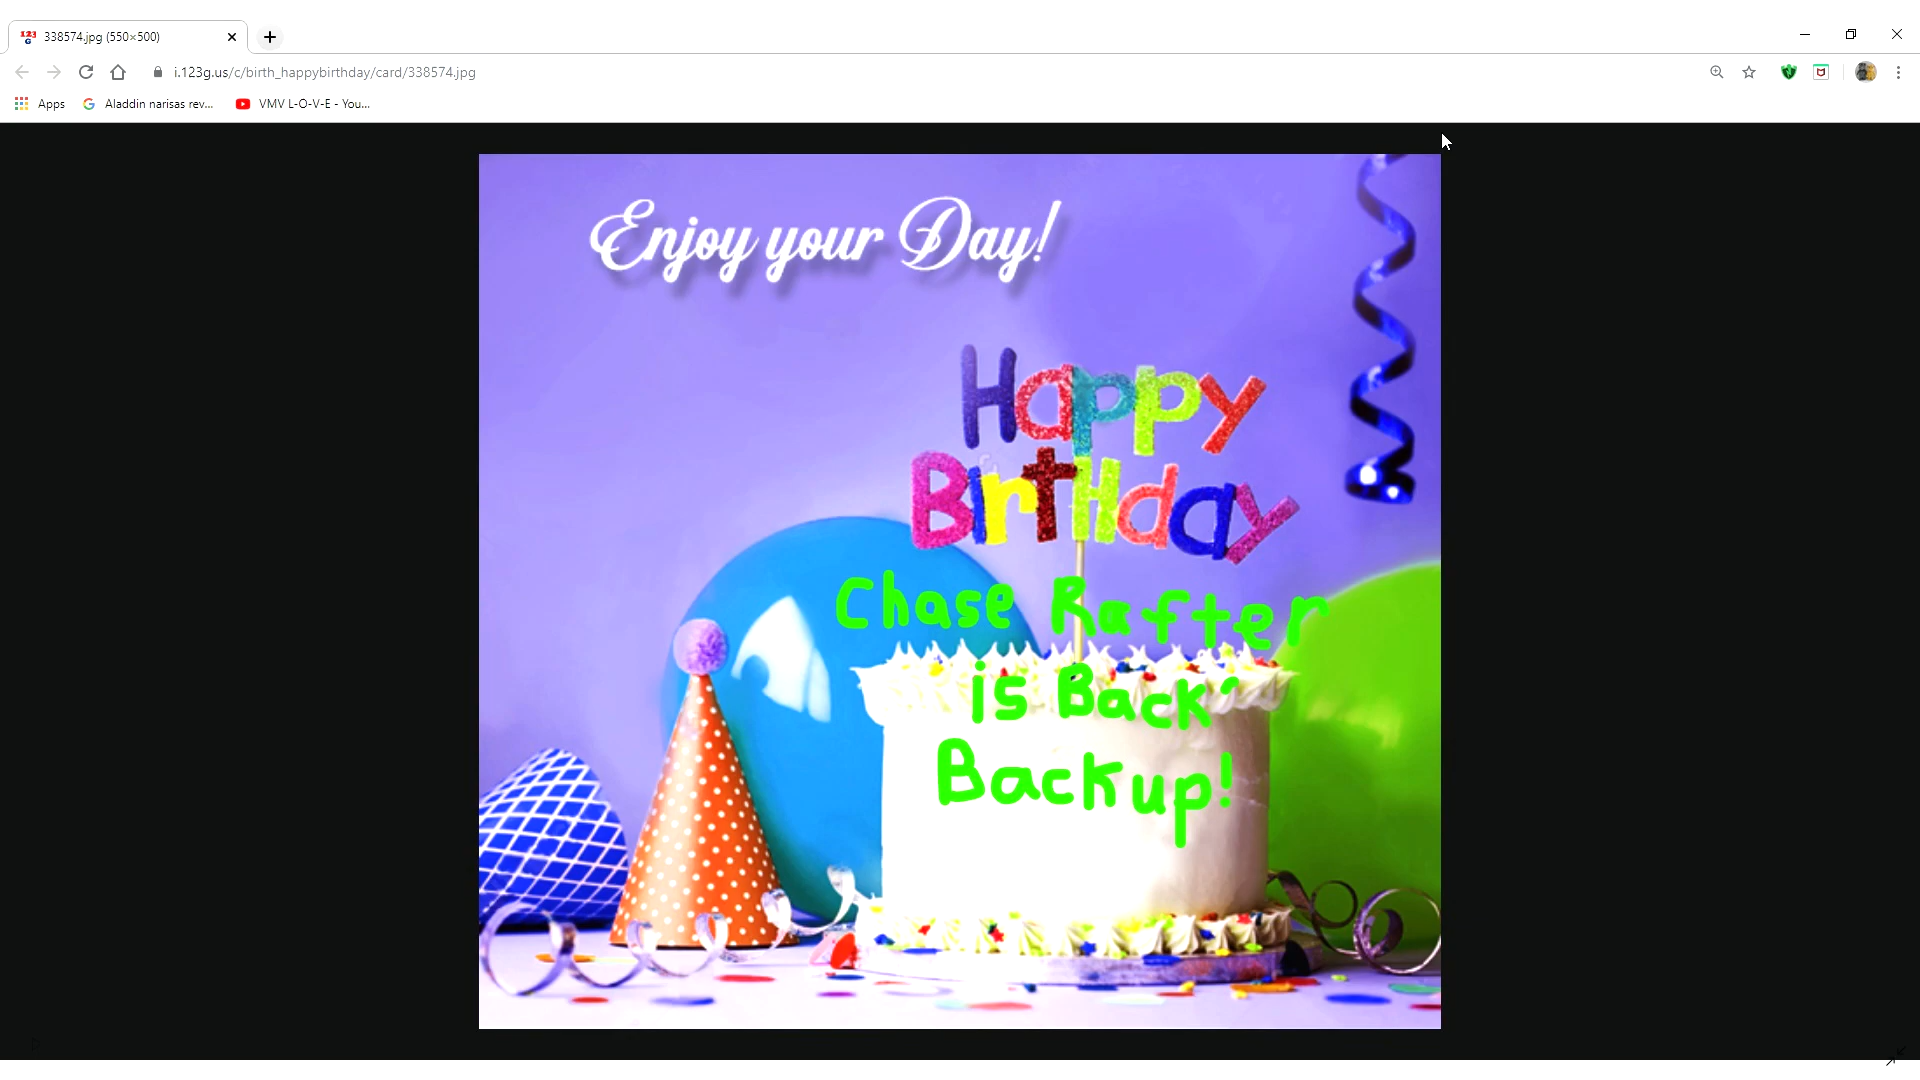 338574.jpg (550×500)
i.123g.us/c/birth_happybirthday/card/338574.jpg
Apps
Aladdin narisas rev...
VMV L-O-V-E - You...
Enjoy your Day!
Happy
BirtHday
Chase Rafter
is Back
Backup!